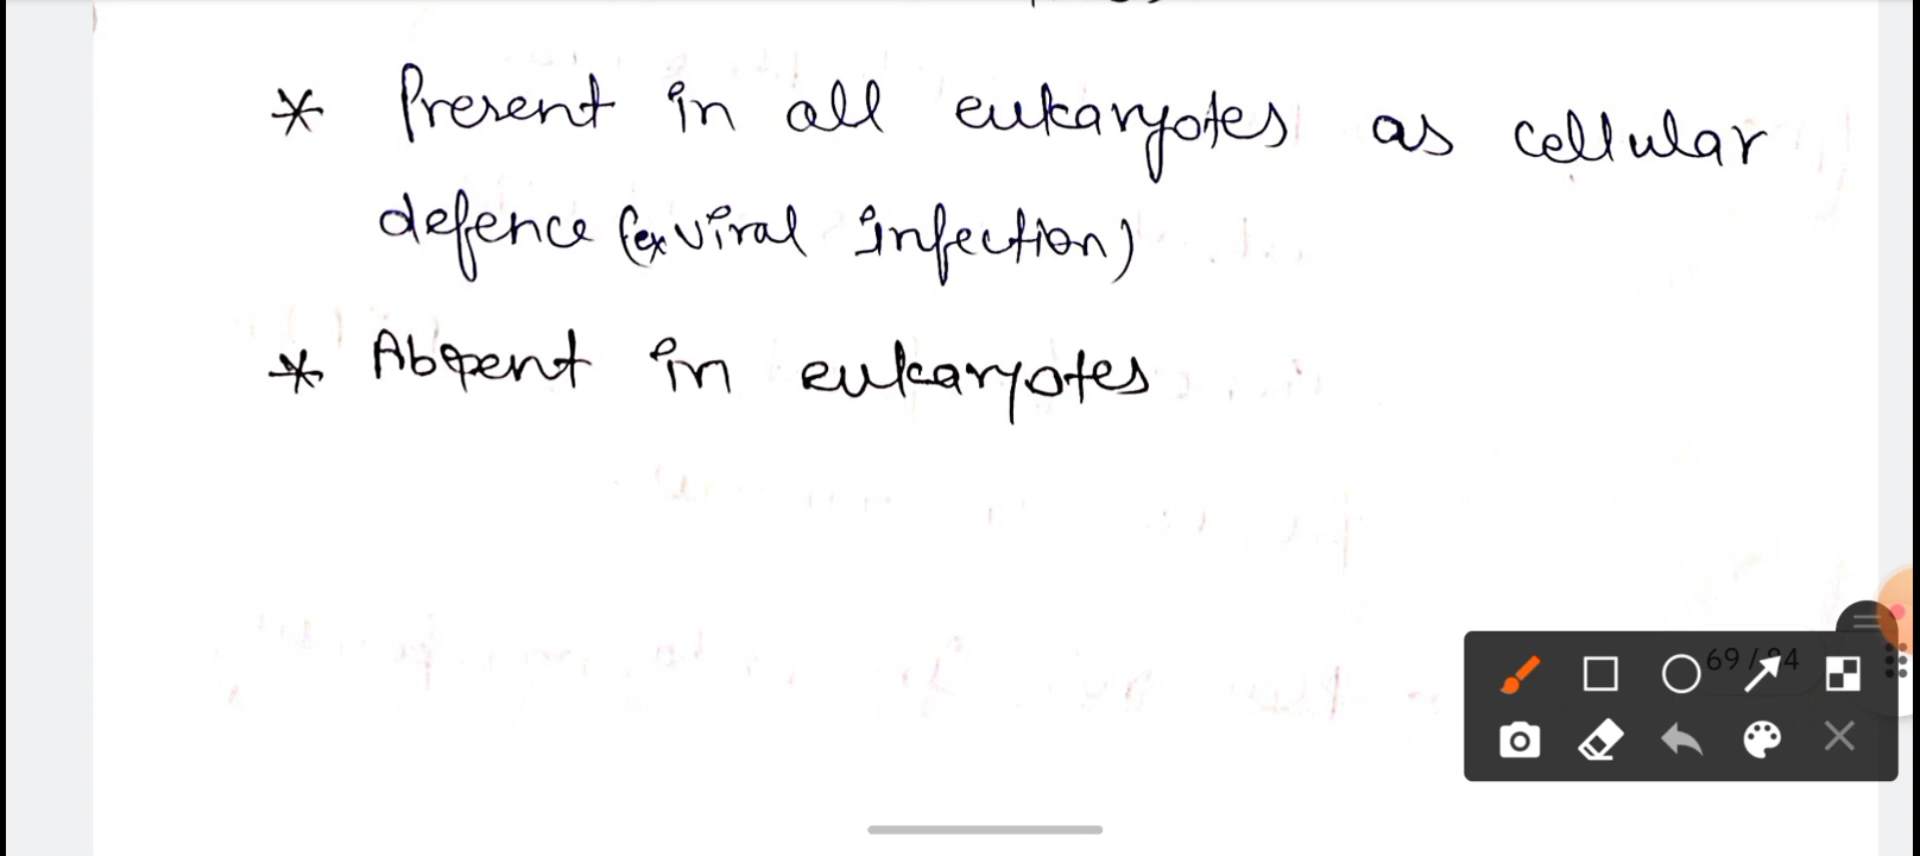 * Present in all eukaryotes as cellular
defence (ex viral infection)
* Absent in eukaryotes
69 / 94